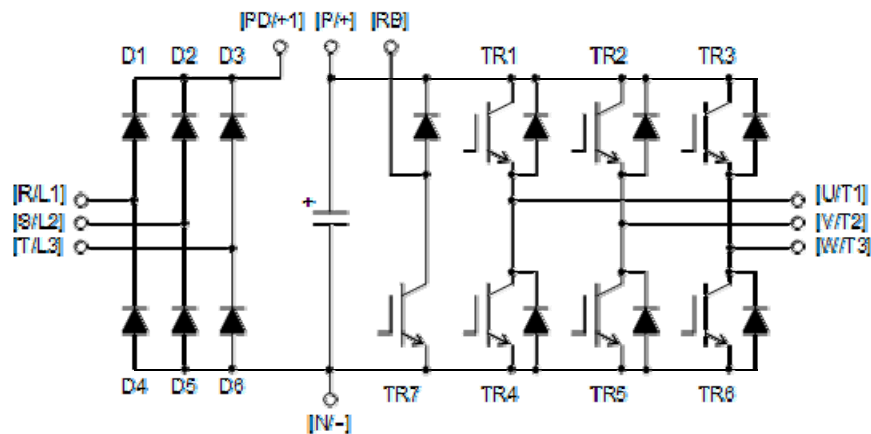 [PD/+1] [P/+] [RB]
D1 D2 D3 TR1 TR2 TR3
[R/L1] [U/T1]
[S/L2] + [V/T2]
[T/L3] [W/T3]
D4 D5 D6 TR7 TR4 TR5 TR6
[N/-]